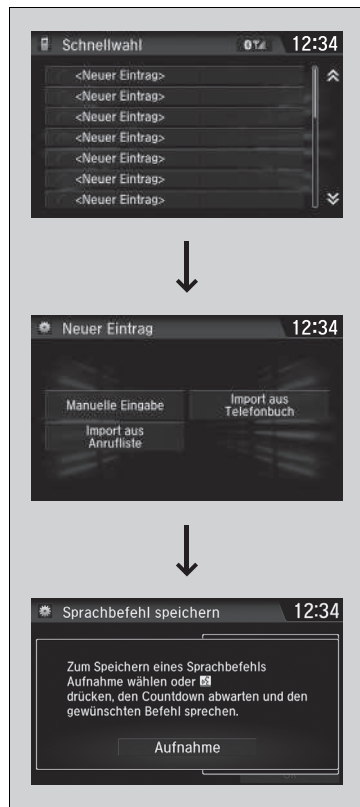 Schnellwahl 12:34
<Neuer Eintrag>
<Neuer Eintrag>
<Neuer Eintrag>
<Neuer Eintrag>
<Neuer Eintrag>
<Neuer Eintrag>
<Neuer Eintrag>
Neuer Eintrag 12:34
Manuelle Eingabe
Import aus
Telefonbuch
Import aus
Anrufliste
Sprachbefehl speichern 12:34
Zum Speichern eines Sprachbefehls
Aufnahme wählen oder
drücken, den Countdown abwarten und den
gewünschten Befehl sprechen.
Aufnahme